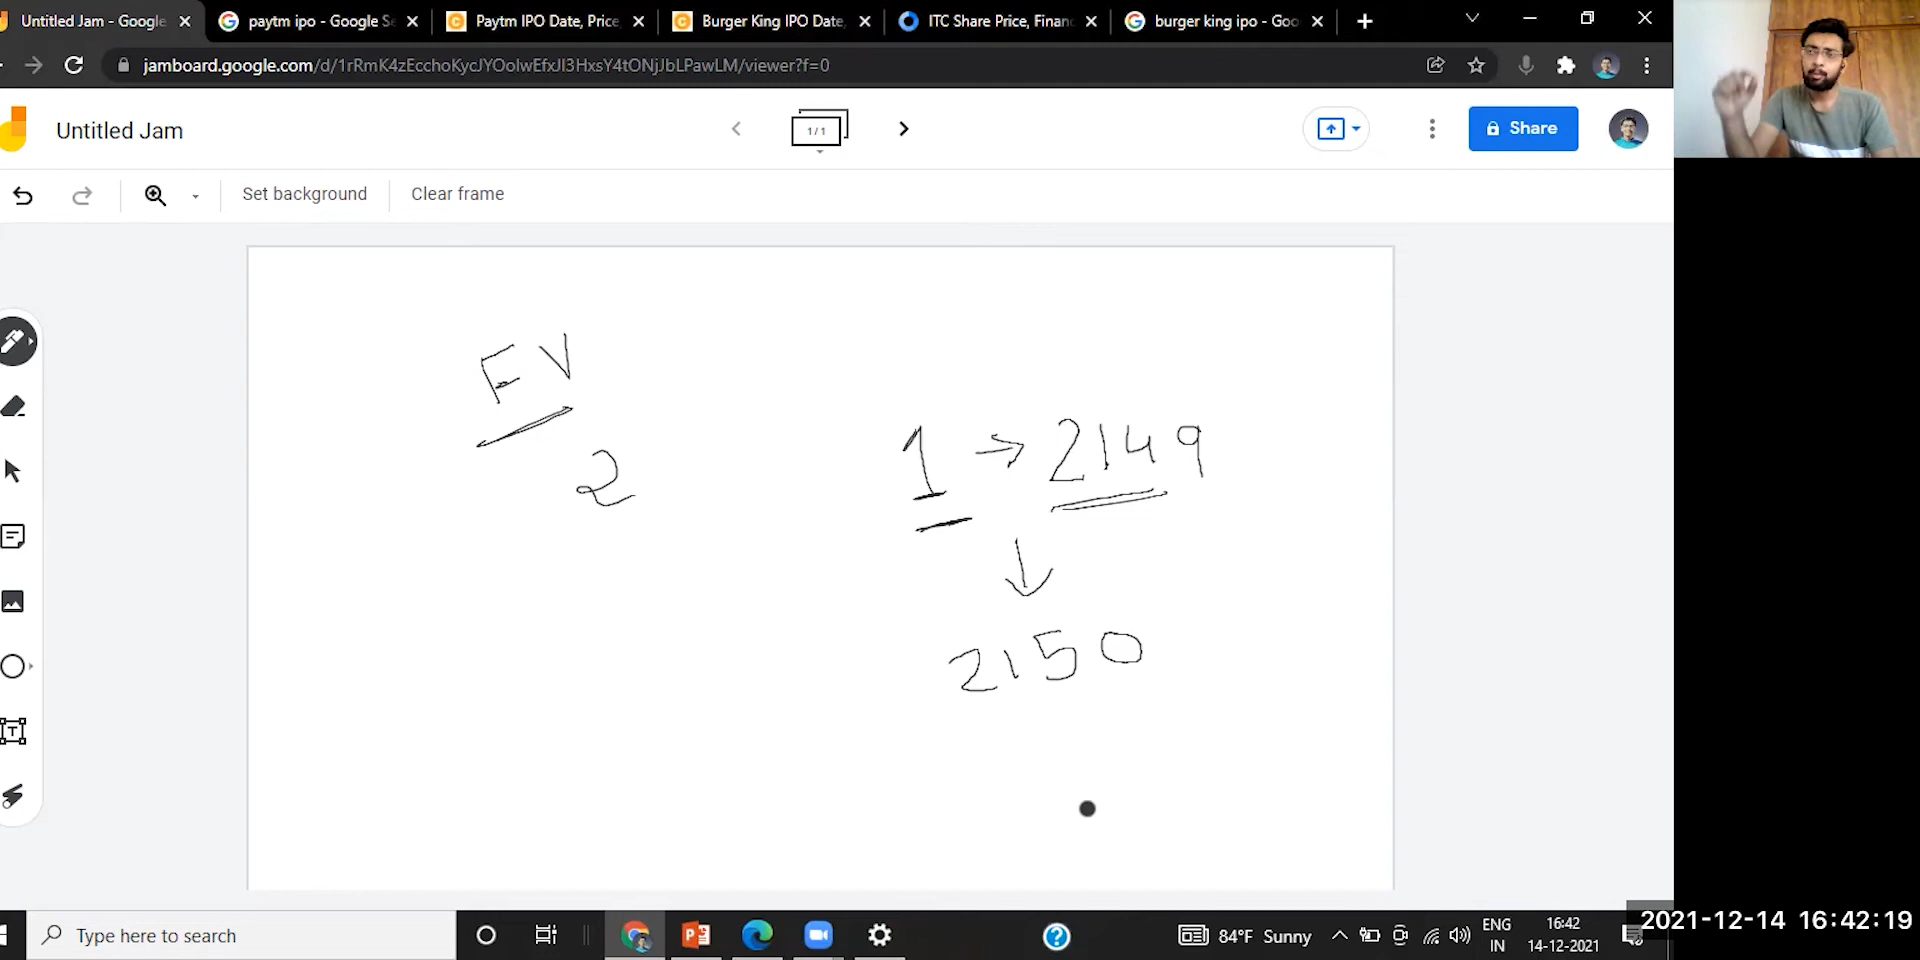 Untitled Jam - Google
paytm ipo - Google Se
Paytm IPO Date, Price,
Burger King IPO Date,
ITC Share Price, Financ
burger king ipo - Goo
jamboard.google.com/d/1rRmK4zEcchoKycJYOolwEfxJI3HxsY4tONjJbLPawLM/viewer?f=0
Untitled Jam
1/1
Share
Set background
Clear frame
FV
2
1 → 2149
↓
2150
Type here to search
84°F Sunny
ENG
IN
16:42
14-12-2021
2021-12-14 16:42:19